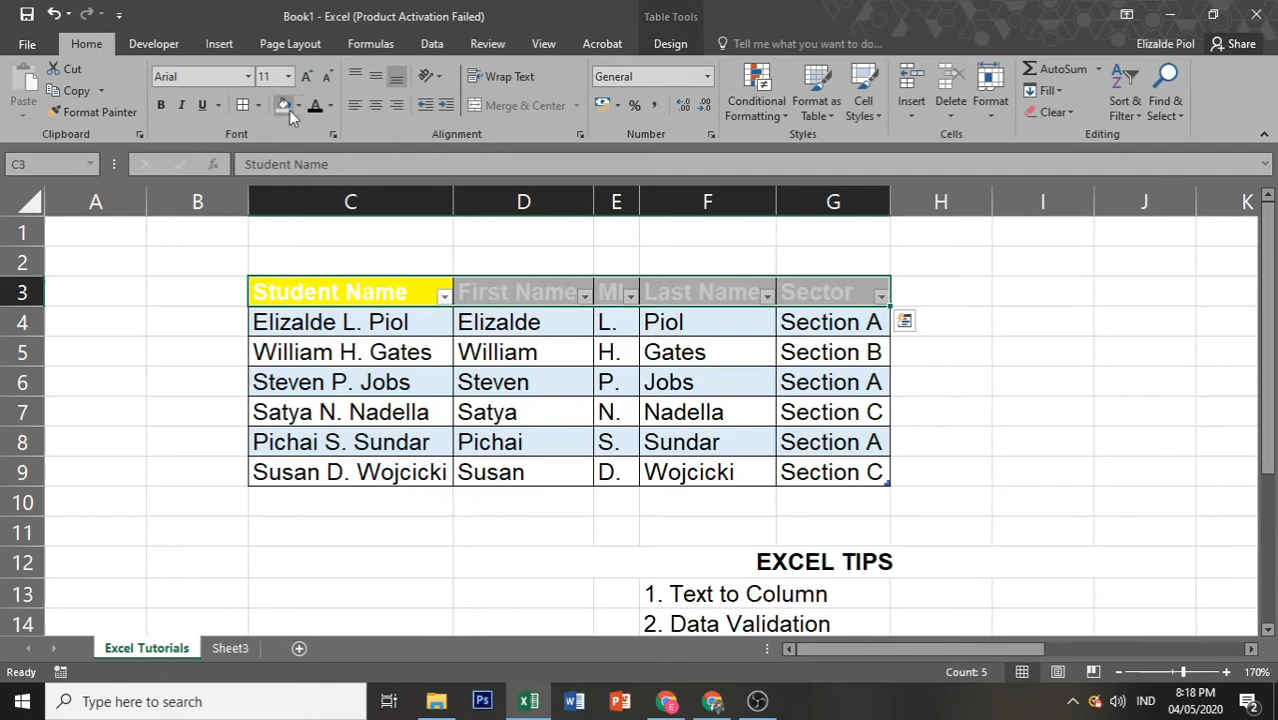 Book1 - Excel (Product Activation Failed)
Table Tools
File
Home
Developer
Insert
Page Layout
Formulas
Data
Review
View
Acrobat
Design
Tell me what you want to do
Elizalde Piol
Share
Paste
Cut
Copy
Format Painter
Clipboard
Arial
11
B I U
A
Font
Wrap Text
Merge & Center
Alignment
General
%
Number
Conditional Formatting
Format as Table
Cell Styles
Styles
Insert
Delete
Format
Cells
AutoSum
Fill
Clear
Sort & Filter
Find & Select
Editing
C3
fx
Student Name
A B C D E F G H I J K
1
2
3 Student Name First Name MI Last Name Sector
4 Elizalde L. Piol Elizalde L. Piol Section A
5 William H. Gates William H. Gates Section B
6 Steven P. Jobs Steven P. Jobs Section A
7 Satya N. Nadella Satya N. Nadella Section C
8 Pichai S. Sundar Pichai S. Sundar Section A
9 Susan D. Wojcicki Susan D. Wojcicki Section C
10
11
12 EXCEL TIPS
13 1. Text to Column
14 2. Data Validation
Excel Tutorials
Sheet3
Ready
Count: 5
170%
Type here to search
IND
8:18 PM
04/05/2020
2